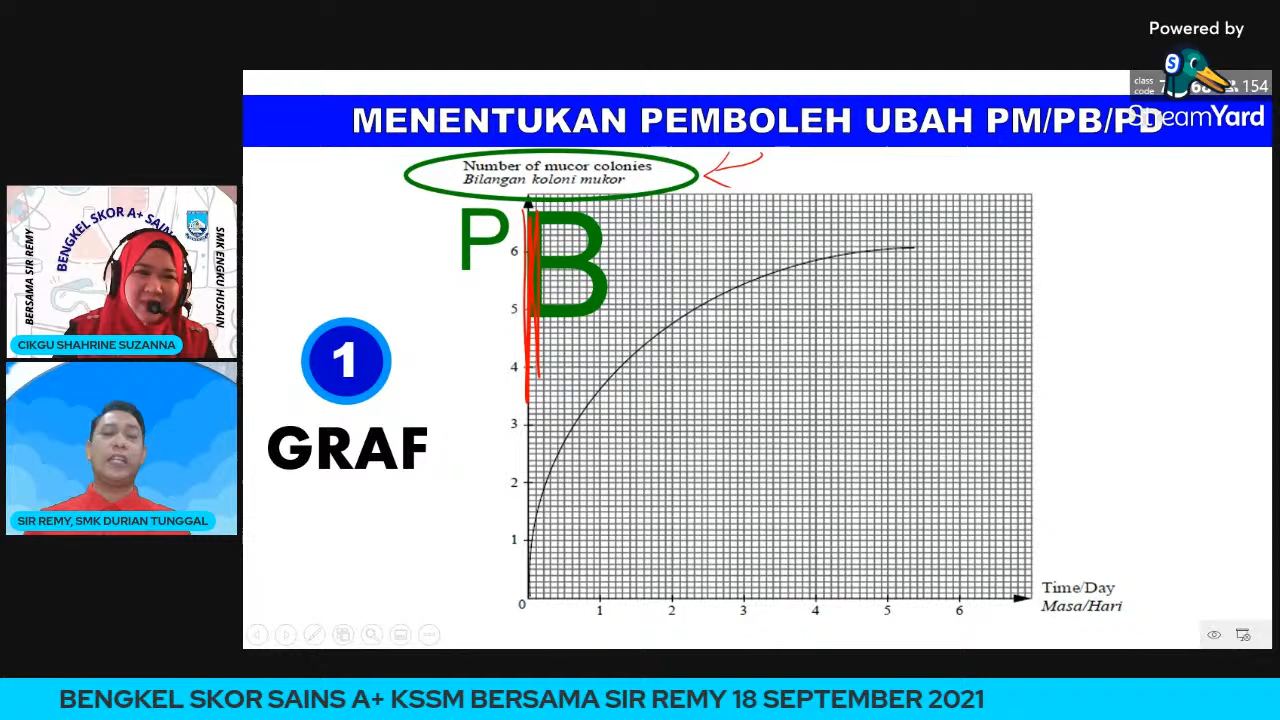 Powered by
StreamYard
class
code
154
MENENTUKAN PEMBOLEH UBAH PM/PB/PD
Number of mucor colonies
Bilangan koloni mukor
P B
6
5
4
3
2
1
0
1 2 3 4 5 6
Time/Day
Masa/Hari
1
GRAF
BERSAMA SIR REMY
BENGKEL SKOR A+ SAINS
SMK ENGKU HUSAIN
CIKGU SHAHRINE SUZANNA
SIR REMY, SMK DURIAN TUNGGAL
BENGKEL SKOR SAINS A+ KSSM BERSAMA SIR REMY 18 SEPTEMBER 2021